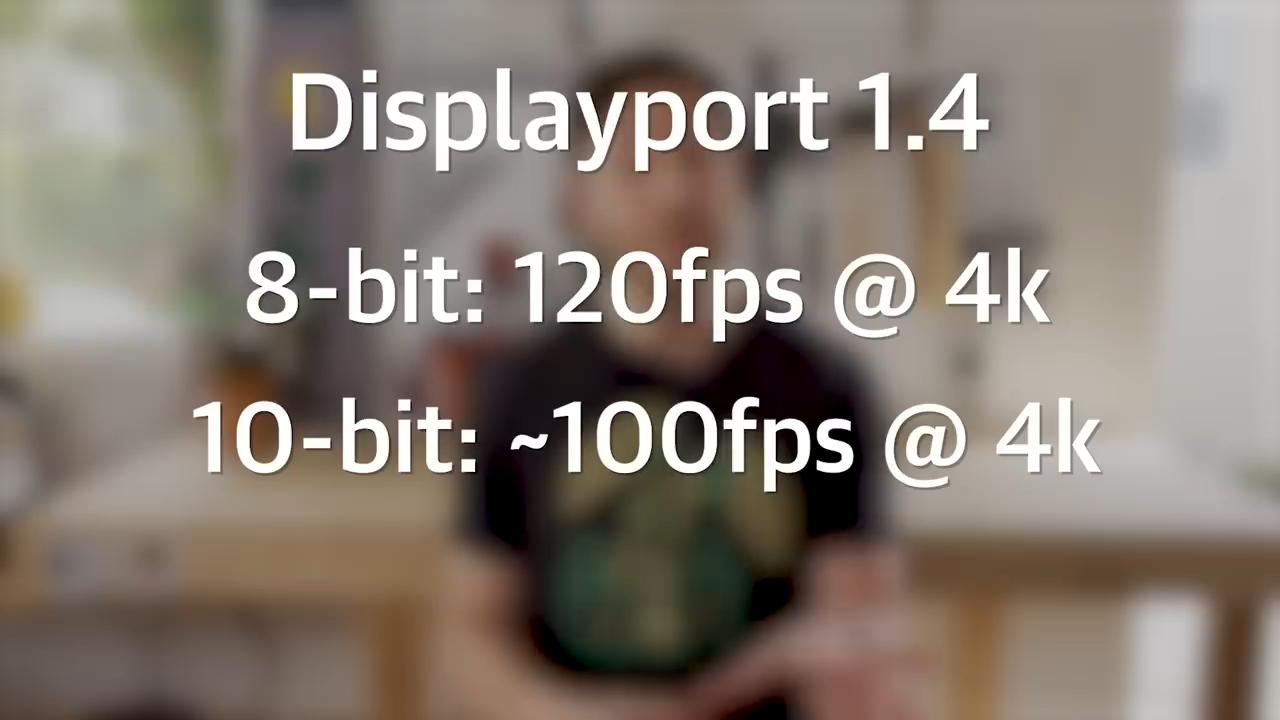 Displayport 1.4
8-bit: 120fps @ 4k
10-bit: ~100fps @ 4k